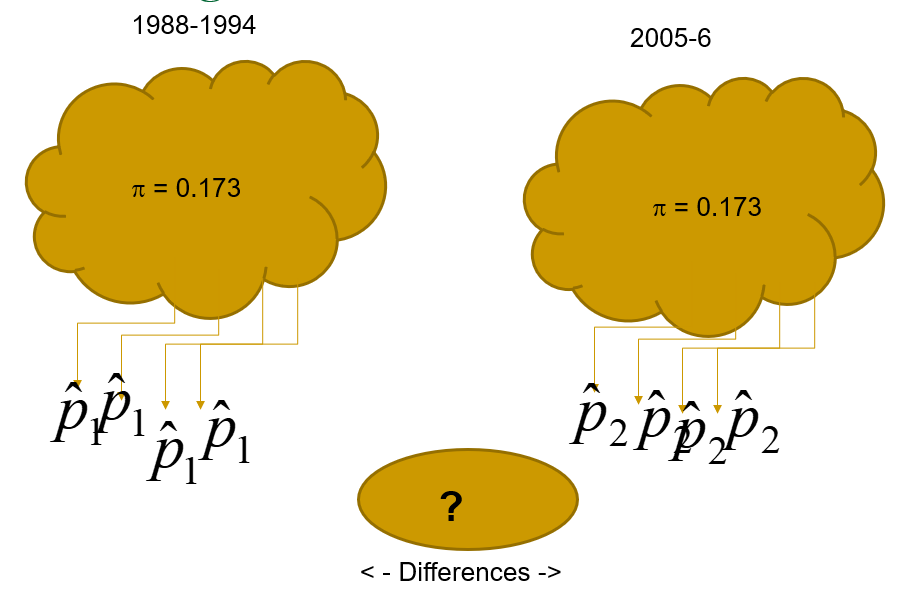 1988-1994
2005-6
π = 0.173
π = 0.173
p̂₁ p̂₁ p̂₁ p̂₁
p̂₂ p̂₂ p̂₂ p̂₂
?
< - Differences ->